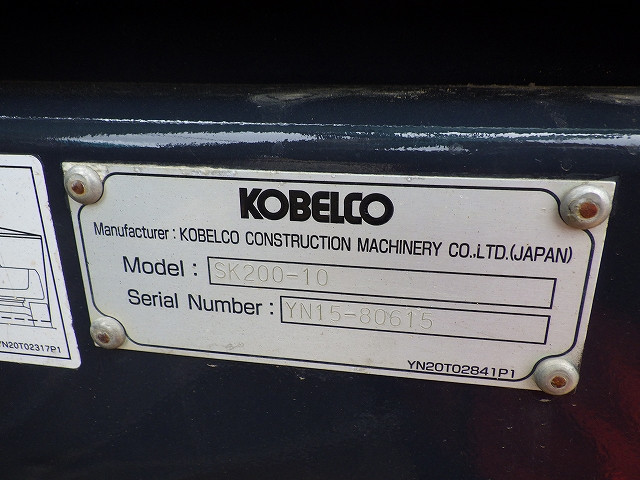 KOBELCO
Manufacturer : KOBELCO CONSTRUCTION MACHINERY CO.,LTD.(JAPAN)
Model : SK200-10
Serial Number : YN15-80615
YN20T02841P1
YN20T02317P1